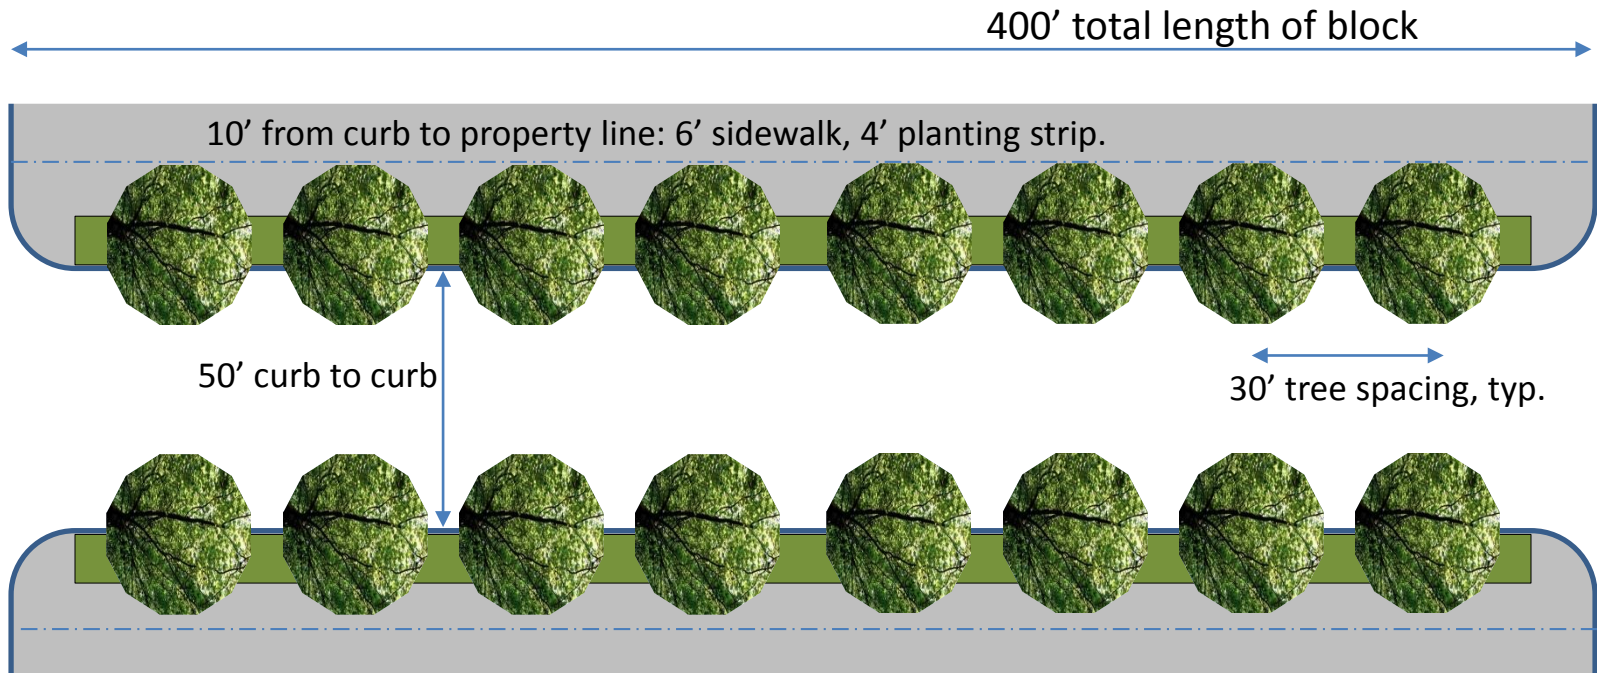 400’ total length of block
10’ from curb to property line: 6’ sidewalk, 4’ planting strip.
50’ curb to curb
30’ tree spacing, typ.